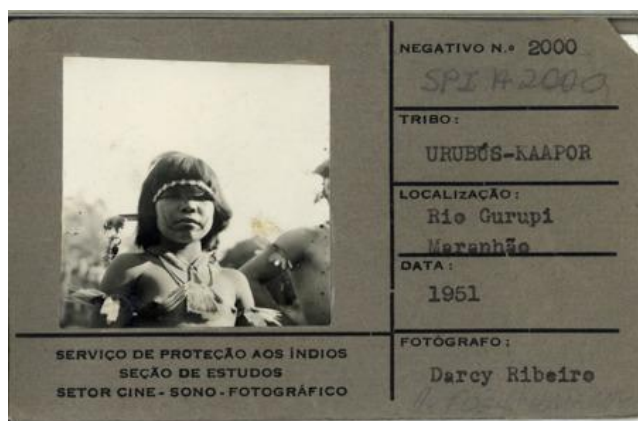 NEGATIVO N.º 2000
SPI H 2000
TRIBO:
URUBÚS-KAAPOR
LOCALIZAÇÃO:
Rio Gurupi
Maranhão
DATA:
1951
FOTÓGRAFO:
Darcy Ribeiro
SERVIÇO DE PROTEÇÃO AOS ÍNDIOS
SEÇÃO DE ESTUDOS
SETOR CINE-SONO-FOTOGRÁFICO